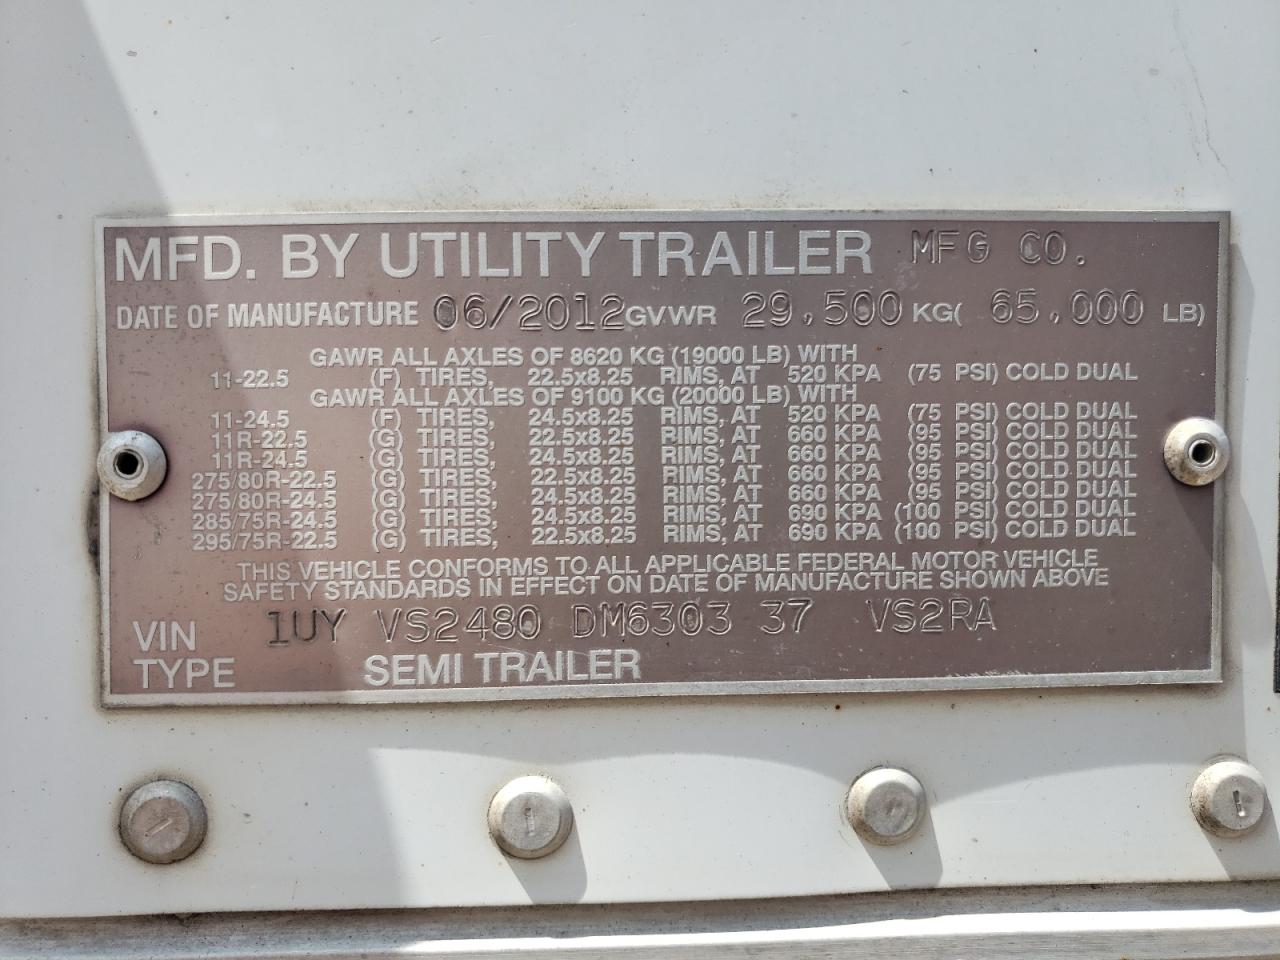 MFD. BY UTILITY TRAILER MFG CO.
DATE OF MANUFACTURE 06/2012 GVWR 29,500 KG( 65,000 LB)
GAWR ALL AXLES OF 8620 KG (19000 LB) WITH
11-22.5 (F) TIRES, 22.5x8.25 RIMS, AT 520 KPA (75 PSI) COLD DUAL
GAWR ALL AXLES OF 9100 KG (20000 LB) WITH
11-24.5 (F) TIRES, 24.5x8.25 RIMS, AT 520 KPA (75 PSI) COLD DUAL
11R-22.5 (G) TIRES, 22.5x8.25 RIMS, AT 660 KPA (95 PSI) COLD DUAL
11R-24.5 (G) TIRES, 24.5x8.25 RIMS, AT 660 KPA (95 PSI) COLD DUAL
275/80R-22.5 (G) TIRES, 22.5x8.25 RIMS, AT 660 KPA (95 PSI) COLD DUAL
275/80R-24.5 (G) TIRES, 24.5x8.25 RIMS, AT 660 KPA (95 PSI) COLD DUAL
285/75R-24.5 (G) TIRES, 24.5x8.25 RIMS, AT 690 KPA (100 PSI) COLD DUAL
295/75R-22.5 (G) TIRES, 22.5x8.25 RIMS, AT 690 KPA (100 PSI) COLD DUAL
THIS VEHICLE CONFORMS TO ALL APPLICABLE FEDERAL MOTOR VEHICLE
SAFETY STANDARDS IN EFFECT ON DATE OF MANUFACTURE SHOWN ABOVE
VIN 1UY VS2480 DM6303 37 VS2RA
TYPE SEMI TRAILER